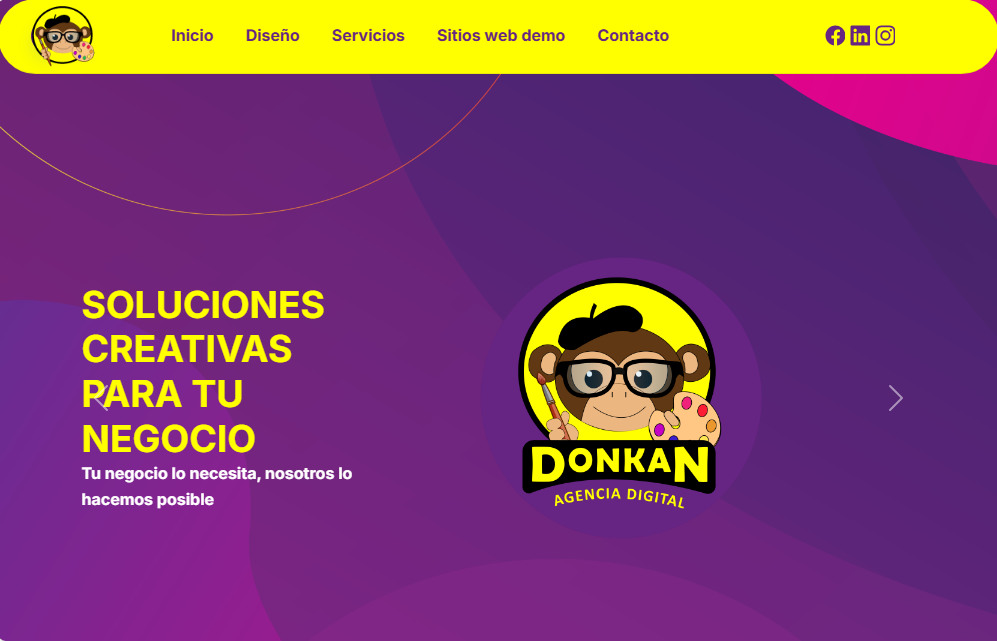 Inicio Diseño Servicios Sitios web demo Contacto
SOLUCIONES
CREATIVAS
PARA TU
NEGOCIO
Tu negocio lo necesita, nosotros lo
hacemos posible
DONKAN
AGENCIA DIGITAL